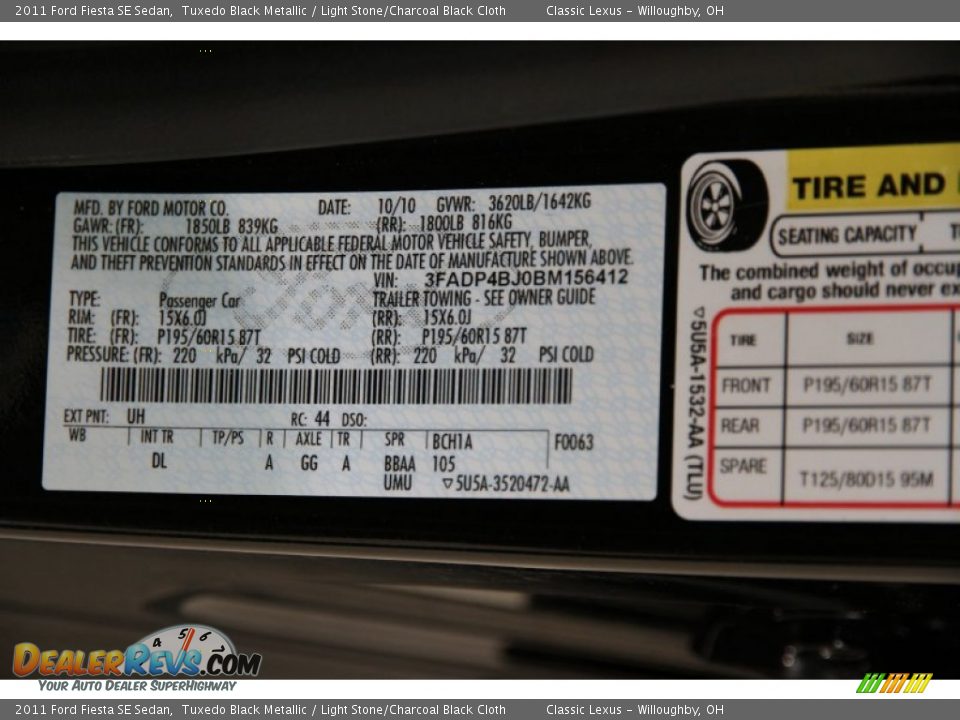 2011 Ford Fiesta SE Sedan, Tuxedo Black Metallic / Light Stone/Charcoal Black Cloth Classic Lexus - Willoughby, OH
MFD. BY FORD MOTOR CO. DATE: 10/10 GVWR: 3620LB/1642KG
GAWR: (FR): 1850LB 839KG (RR): 1800LB 816KG
THIS VEHICLE CONFORMS TO ALL APPLICABLE FEDERAL MOTOR VEHICLE SAFETY, BUMPER,
AND THEFT PREVENTION STANDARDS IN EFFECT ON THE DATE OF MANUFACTURE SHOWN ABOVE.
VIN: 3FADP4BJ0BM156412
TYPE: Passenger Car TRAILER TOWING - SEE OWNER GUIDE
RIM: (FR): 15X6.0J (RR): 15X6.0J
TIRE: (FR): P195/60R15 87T (RR): P195/60R15 87T
PRESSURE: (FR): 220 kPa/ 32 PSI COLD (RR): 220 kPa/ 32 PSI COLD
EXT PNT: UH RC: 44 DSO:
WB INT TR TP/PS R AXLE TR SPR BCH1A F0063
DL A GG A BBAA 105
UMU ▽5U5A-3520472-AA
TIRE AND
SEATING CAPACITY
The combined weight of
and cargo should never
▽5U5A-1532-AA (TLU)
TIRE SIZE
FRONT P195/60R15 87T
REAR P195/60R15 87T
SPARE T125/80D15 95M
4 5 6
DealerRevs.com
Your Auto Dealer SuperHighway
2011 Ford Fiesta SE Sedan, Tuxedo Black Metallic / Light Stone/Charcoal Black Cloth Classic Lexus - Willoughby, OH